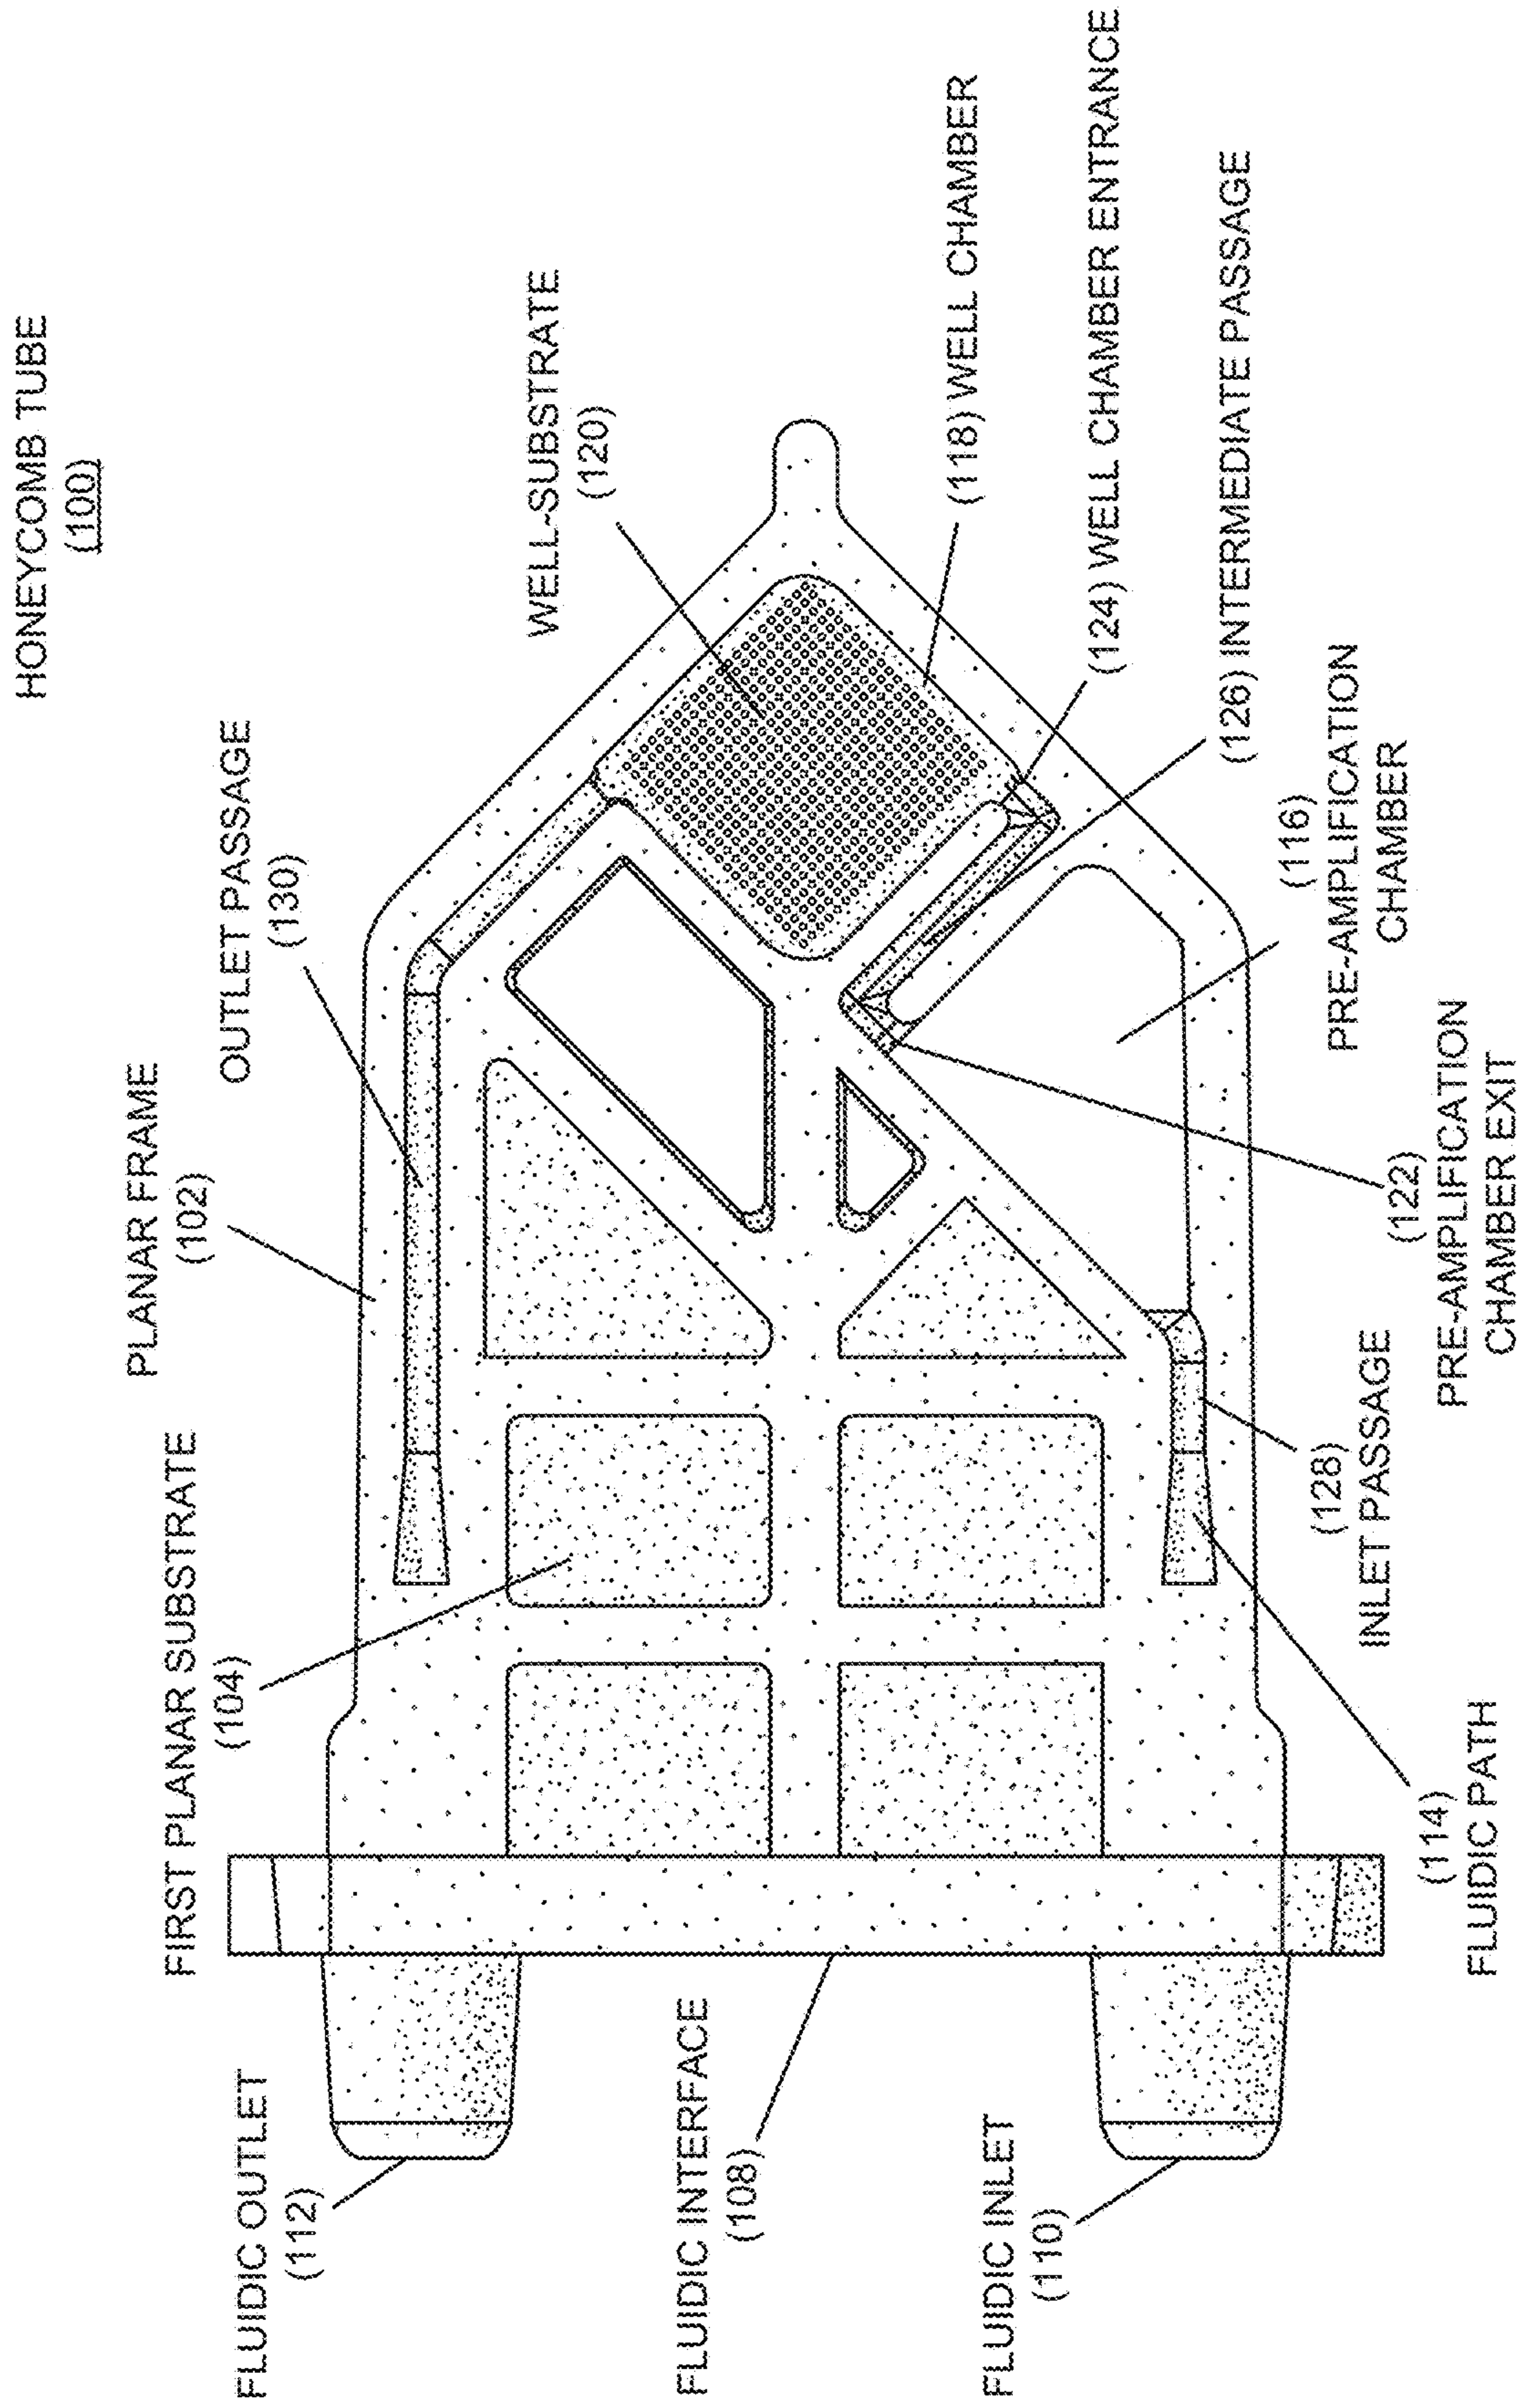 HONEYCOMB TUBE
(100)
PLANAR FRAME
(102)
FIRST PLANAR SUBSTRATE
(104)
OUTLET PASSAGE
(130)
FLUIDIC OUTLET
(112)
WELL-SUBSTRATE
(120)
FLUIDIC INTERFACE
(108)
(118) WELL CHAMBER
FLUIDIC INLET
(110)
(124) WELL CHAMBER ENTRANCE
(126) INTERMEDIATE PASSAGE
(116)
PRE-AMPLIFICATION
CHAMBER
(128)
INLET PASSAGE
(122)
PRE-AMPLIFICATION
CHAMBER EXIT
(114)
FLUIDIC PATH